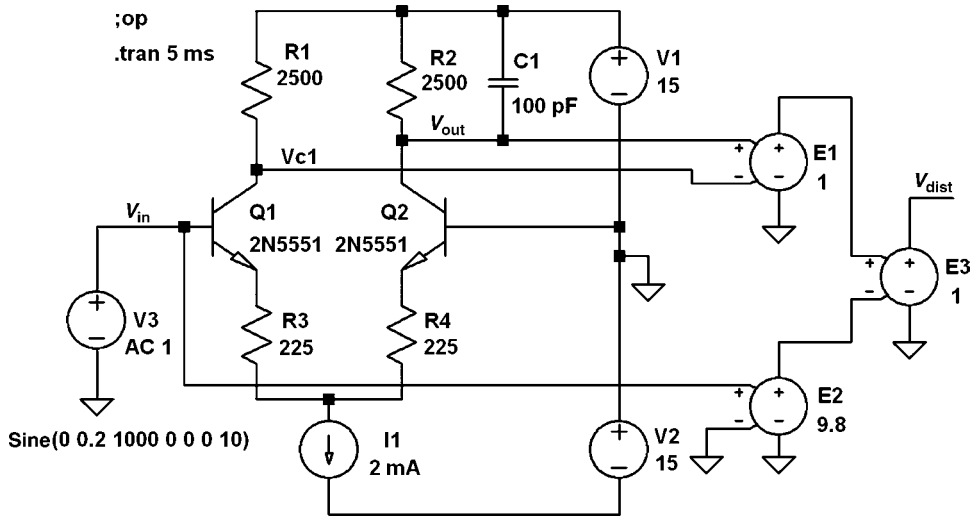 ;op
.tran 5 ms
R1
2500
R2
2500
C1
100 pF
V1
15
Vout
Vc1
+
−
E1
1
Vin
Q1
2N5551
Q2
2N5551
Vdist
+
−
E3
1
V3
AC 1
R3
225
R4
225
+
−
E2
9.8
Sine(0 0.2 1000 0 0 0 10)
I1
2 mA
V2
15